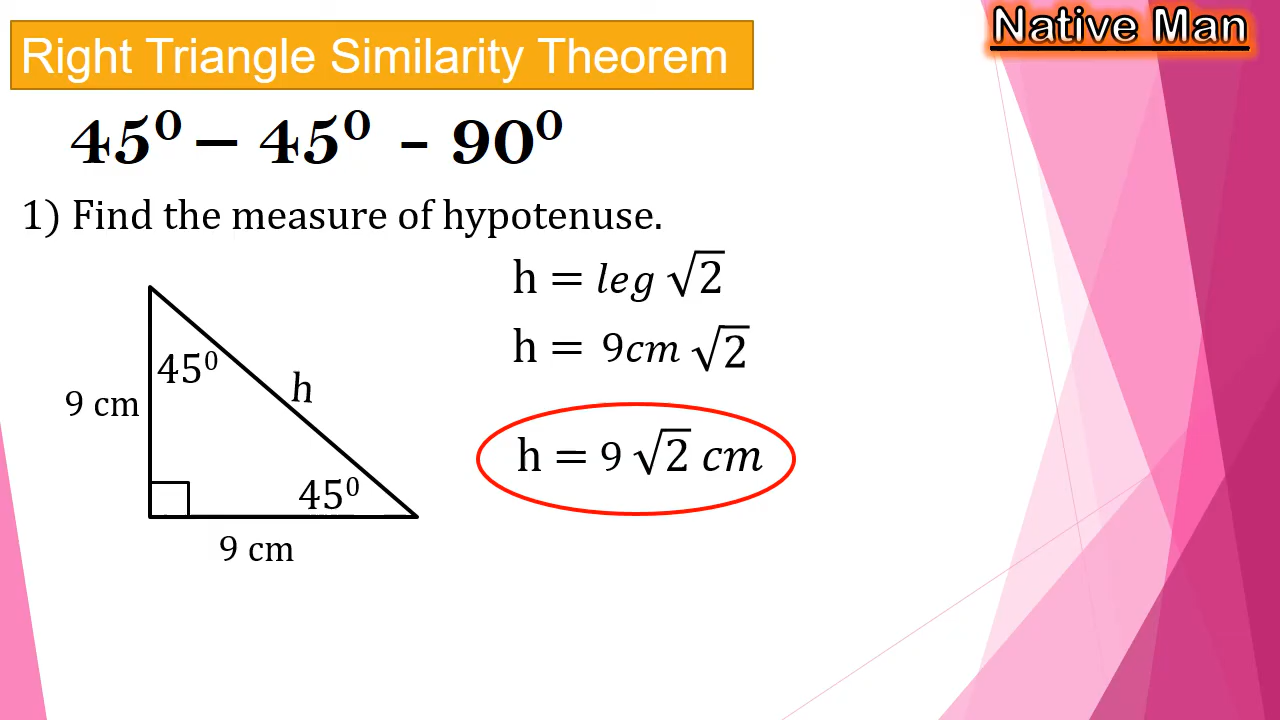 Native Man
Right Triangle Similarity Theorem
45⁰ – 45⁰ - 90⁰
1) Find the measure of hypotenuse.
h = leg √2
h = 9cm √2
h = 9 √2 cm
45⁰
h
9 cm
45⁰
9 cm